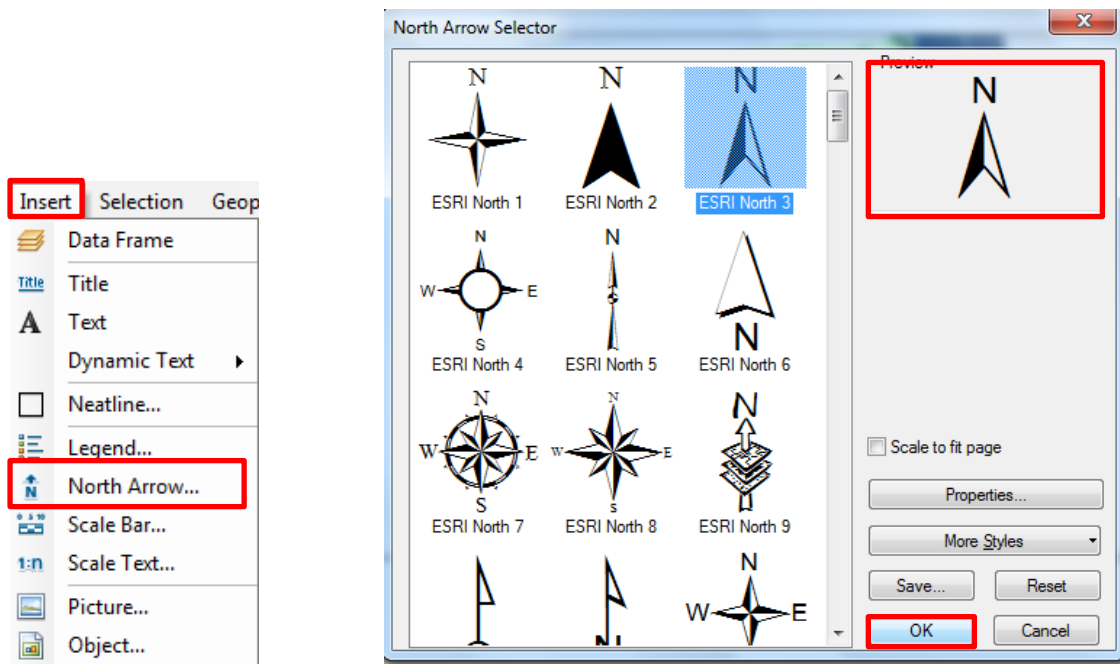 Insert Selection Geop
Data Frame
Title Title
A Text
Dynamic Text
Neatline...
Legend...
N North Arrow...
Scale Bar...
1:n Scale Text...
Picture...
Object...
North Arrow Selector
N N N
ESRI North 1 ESRI North 2 ESRI North 3
N N
W E
S N
ESRI North 4 ESRI North 5 ESRI North 6
N N N
W E W E
S S
ESRI North 7 ESRI North 8 ESRI North 9
N
W E
Preview
N
Scale to fit page
Properties...
More Styles
Save... Reset
OK Cancel